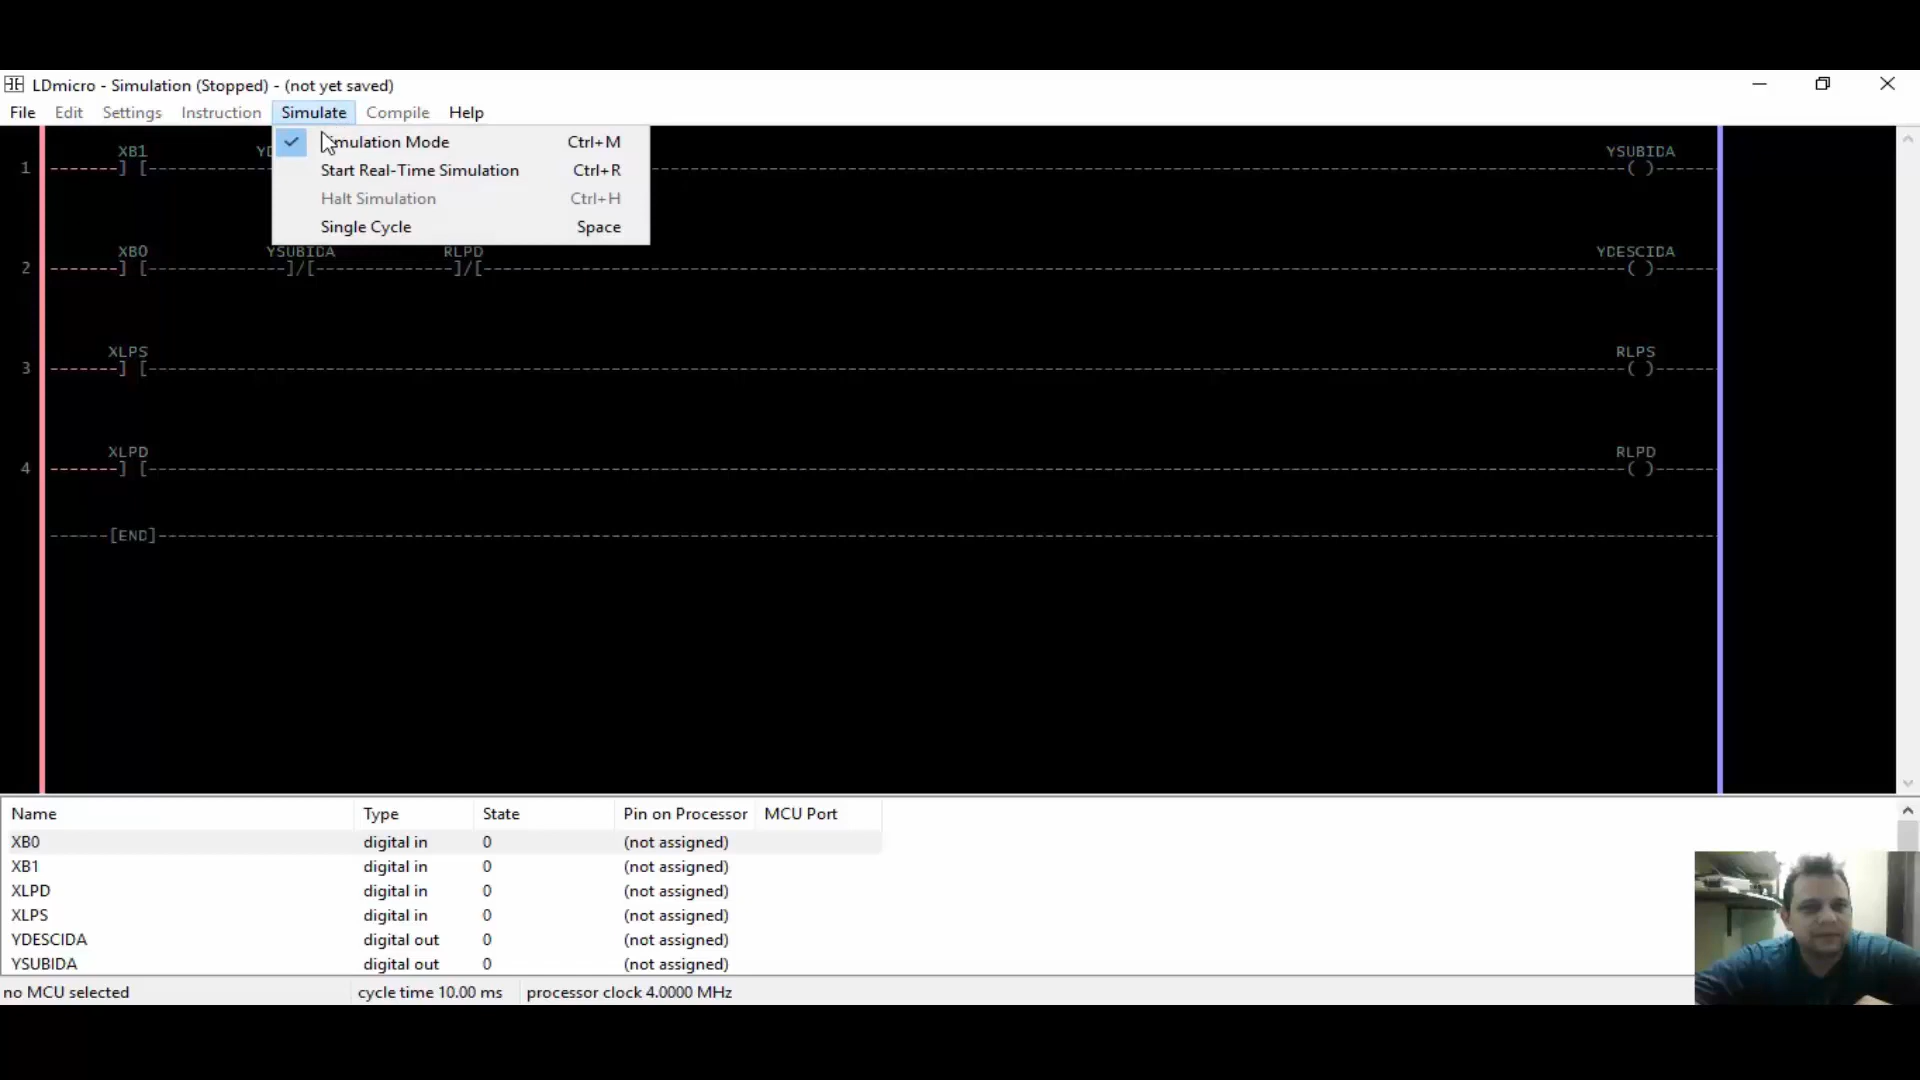 LDmicro - Simulation (Stopped) - (not yet saved)
File Edit Settings Instruction Simulate Compile Help
Simulation Mode Ctrl+M
Start Real-Time Simulation Ctrl+R
Halt Simulation Ctrl+H
Single Cycle Space
XB1 YD YSUBIDA
1 ------] [------( )------
XB0 YSUBIDA RLPD YDESCIDA
2 ------] [------]/[------]/[------( )------
XLPS RLPS
3 ------] [------( )------
XLPD RLPD
4 ------] [------( )------
------[END]------
Name Type State Pin on Processor MCU Port
XB0 digital in 0 (not assigned)
XB1 digital in 0 (not assigned)
XLPD digital in 0 (not assigned)
XLPS digital in 0 (not assigned)
YDESCIDA digital out 0 (not assigned)
YSUBIDA digital out 0 (not assigned)
no MCU selected cycle time 10.00 ms processor clock 4.0000 MHz